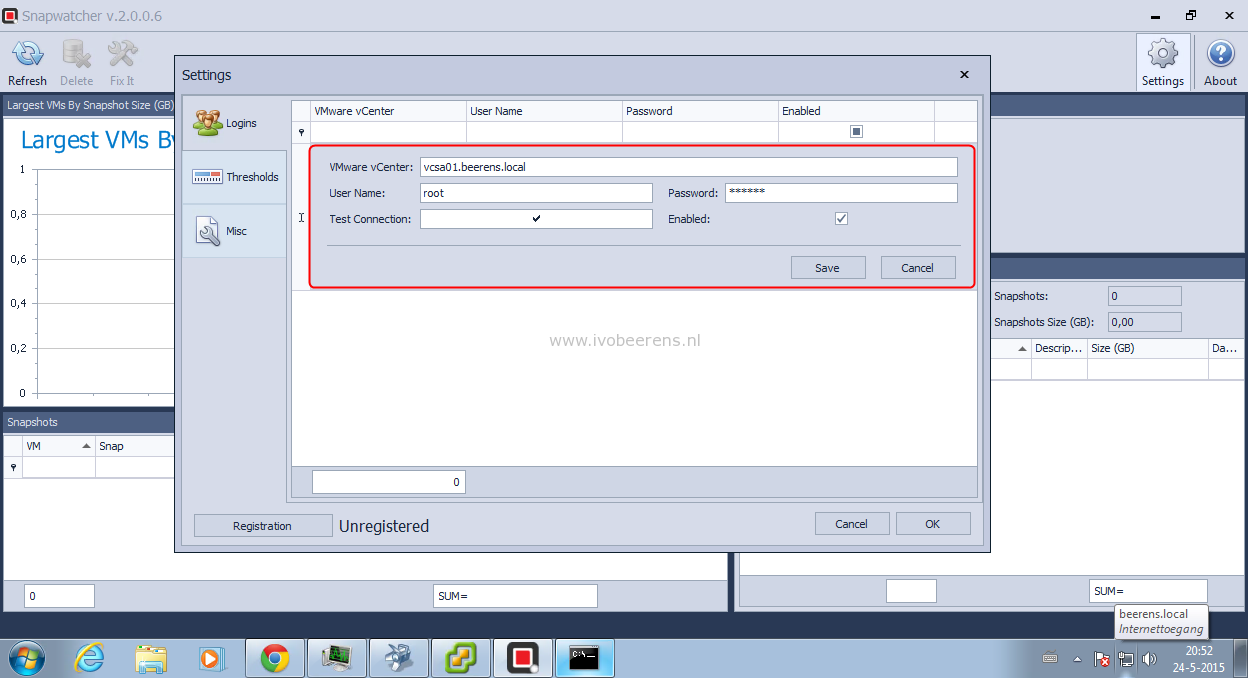 Snapwatcher v.2.0.0.6
Refresh Delete Fix It Settings About
Largest VMs By Snapshot Size (GB)
Largest VMs By
1
0,8
0,6
0,4
0,2
0
Settings
Logins
Thresholds
Misc
VMware vCenter User Name Password Enabled
VMware vCenter: vcsa01.beerens.local
User Name: root Password: ******
Test Connection: Enabled:
Save Cancel
www.ivobeerens.nl
0
Registration Unregistered Cancel OK
Snapshots: 0
Snapshots Size (GB): 0,00
Descrip... Size (GB) Da...
Snapshots
VM Snap
0 SUM=
SUM=
beerens.local
Internettoegang
C:\
20:52
24-5-2015